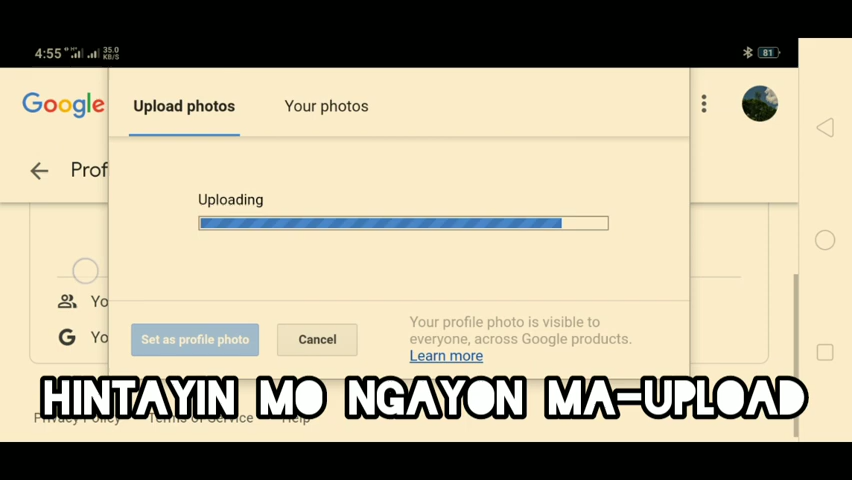 4:55
35.0
KB/S
81
Google
Upload photos
Your photos
Prof
Uploading
Yo
Yo
Set as profile photo
Cancel
Your profile photo is visible to
everyone, across Google products.
Learn more
HINTAYIN MO NGAYON MA-UPLOAD
Privacy Policy
Terms of Service
Help